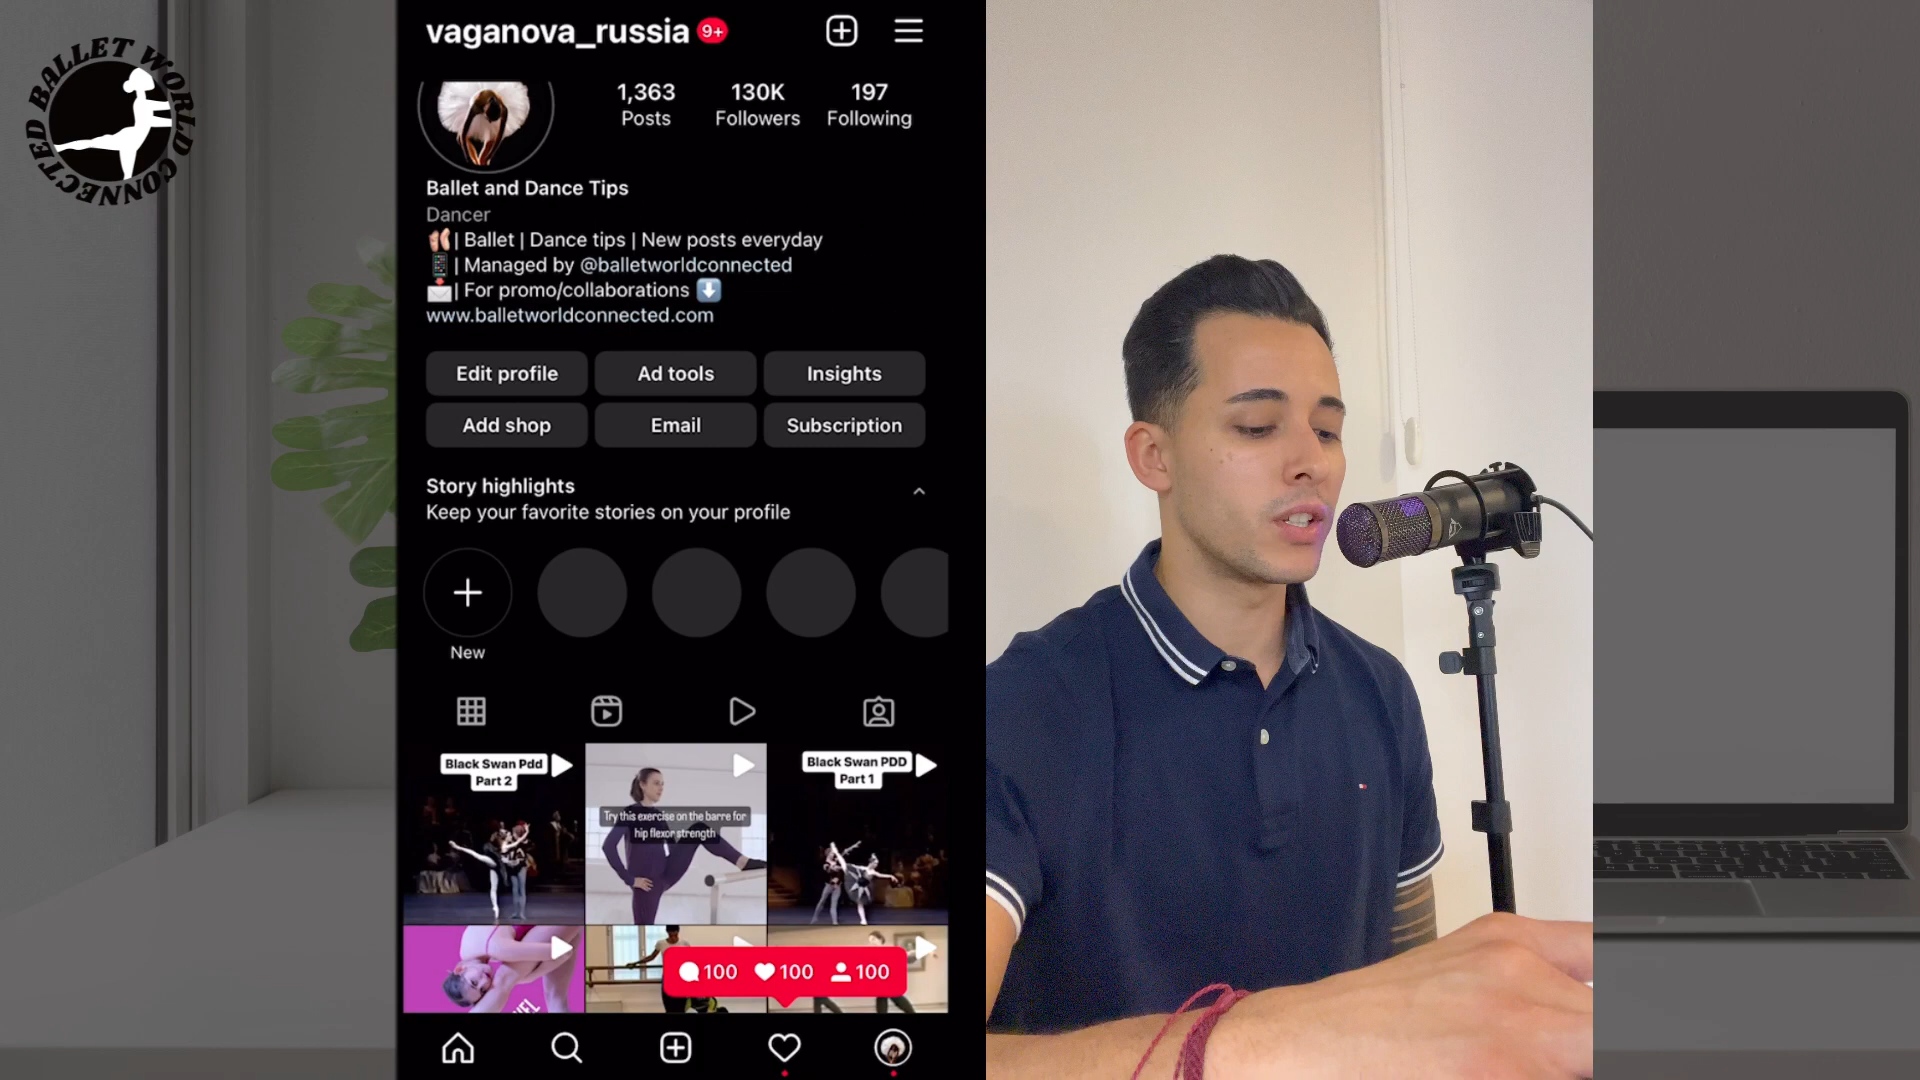 BALLET WORLD CONNECTED
vaganova_russia 9+
1,363 130K 197
Posts Followers Following
Ballet and Dance Tips
Dancer
| Ballet | Dance tips | New posts everyday
| Managed by @balletworldconnected
| For promo/collaborations
www.balletworldconnected.com
Edit profile Ad tools Insights
Add shop Email Subscription
Story highlights
Keep your favorite stories on your profile
New
Black Swan Pdd
Part 2
Try this exercise on the barre for
hip flexor strength
Black Swan PDD
Part 1
100 100 100